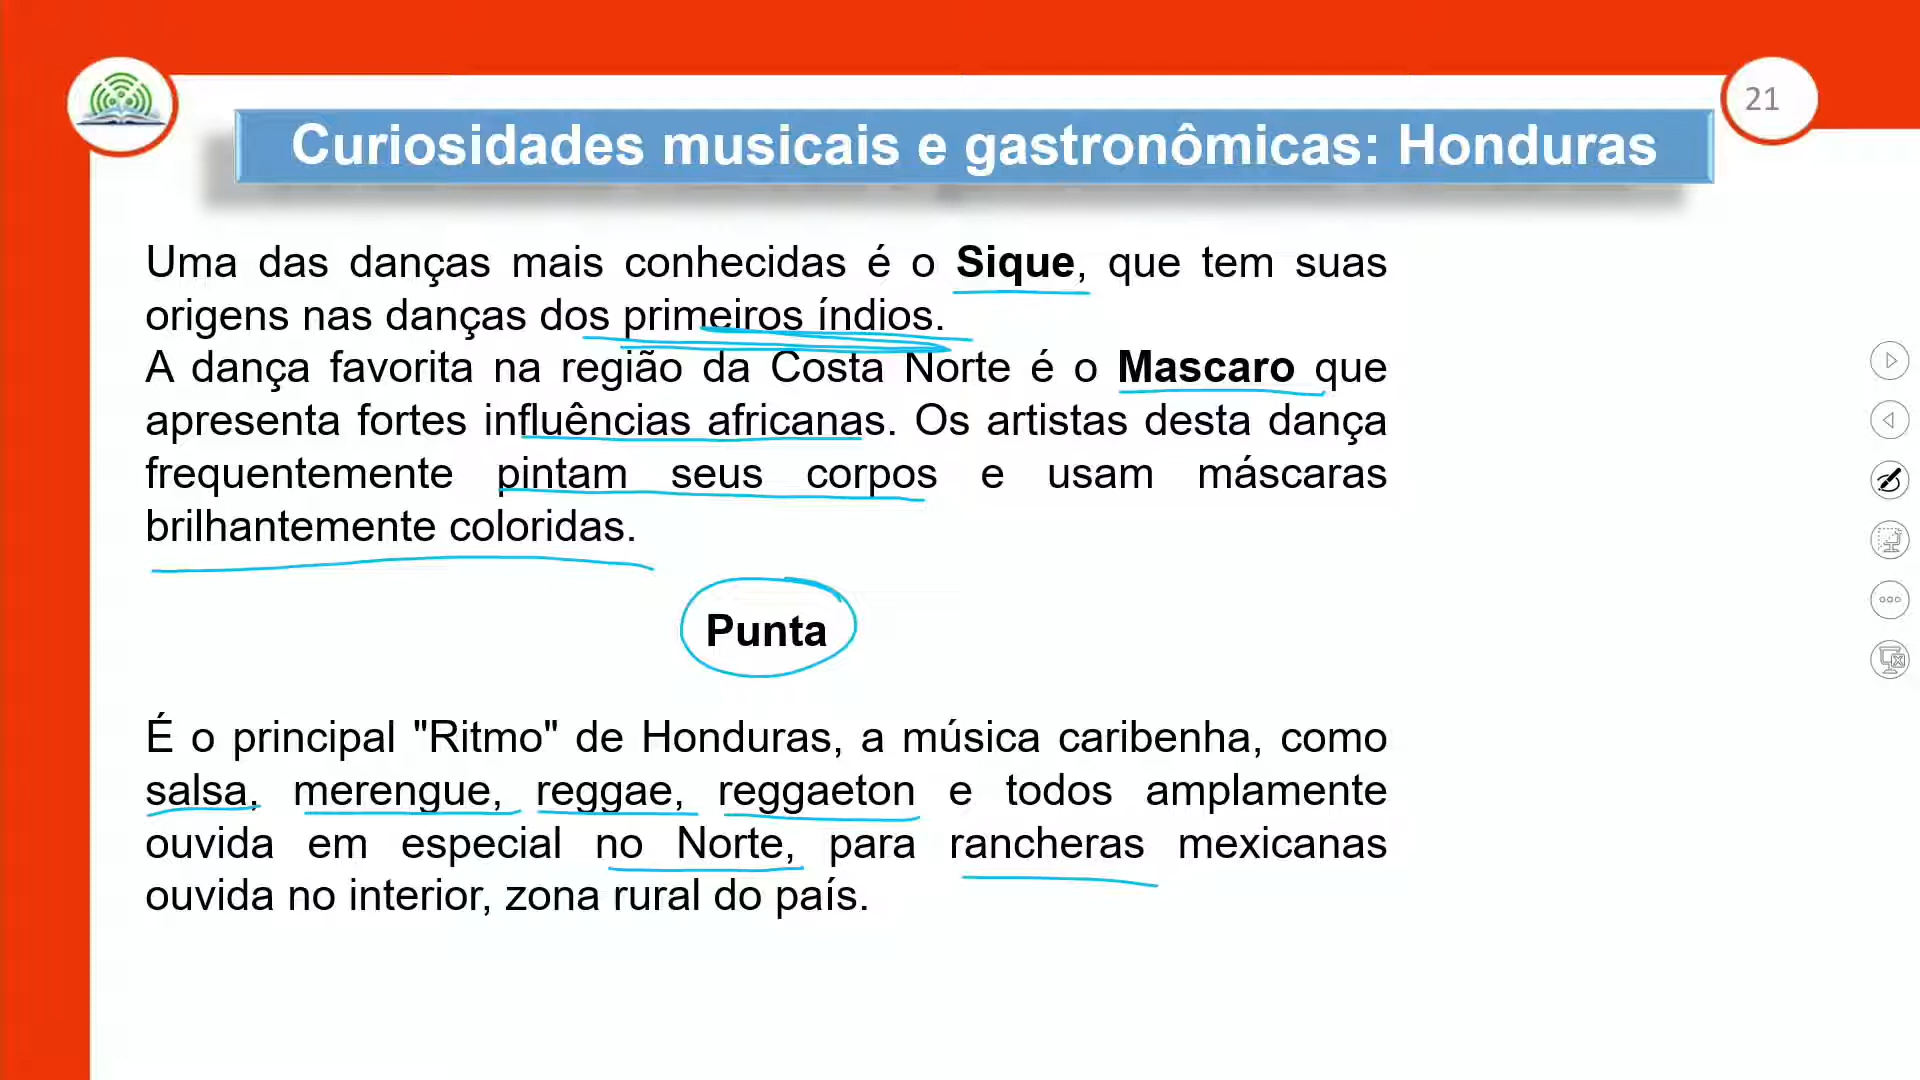 21
Curiosidades musicais e gastronômicas: Honduras
Uma das danças mais conhecidas é o Sique, que tem suas
origens nas danças dos primeiros índios.
A dança favorita na região da Costa Norte é o Mascaro que
apresenta fortes influências africanas. Os artistas desta dança
frequentemente pintam seus corpos e usam máscaras
brilhantemente coloridas.
Punta
É o principal "Ritmo" de Honduras, a música caribenha, como
salsa, merengue, reggae, reggaeton e todos amplamente
ouvida em especial no Norte, para rancheras mexicanas
ouvida no interior, zona rural do país.